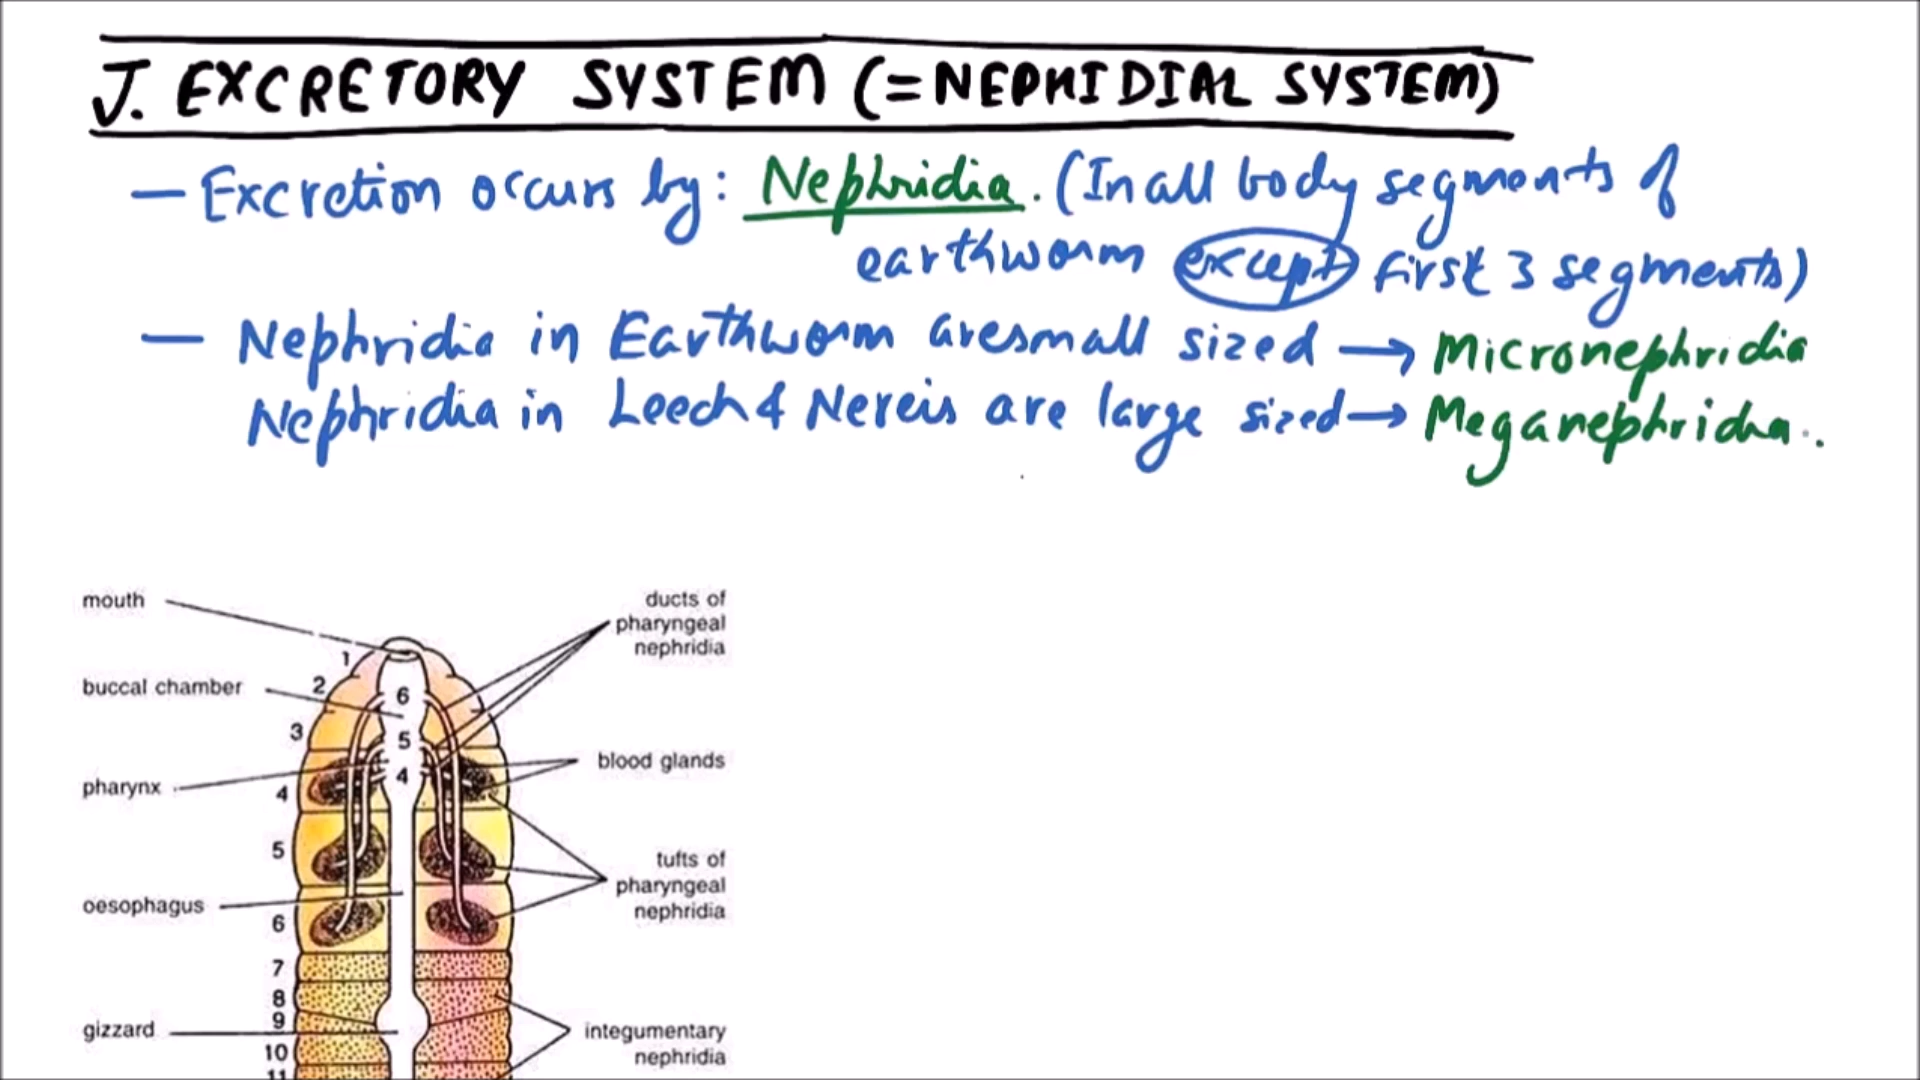 J. EXCRETORY SYSTEM (=NEPHIDIAL SYSTEM)
— Excretion occurs by: Nephridia. (In all body segments of
earthworm except first 3 segments)
— Nephridia in Earthworm are small sized → Micronephridia
Nephridia in Leech & Nereis are large sized → Meganephridia.
mouth
ducts of
pharyngeal
nephridia
1
buccal chamber
2
6
3
5
blood glands
pharynx
4
4
5
tufts of
pharyngeal
nephridia
oesophagus
6
7
8
9
gizzard
integumentary
nephridia
10
11